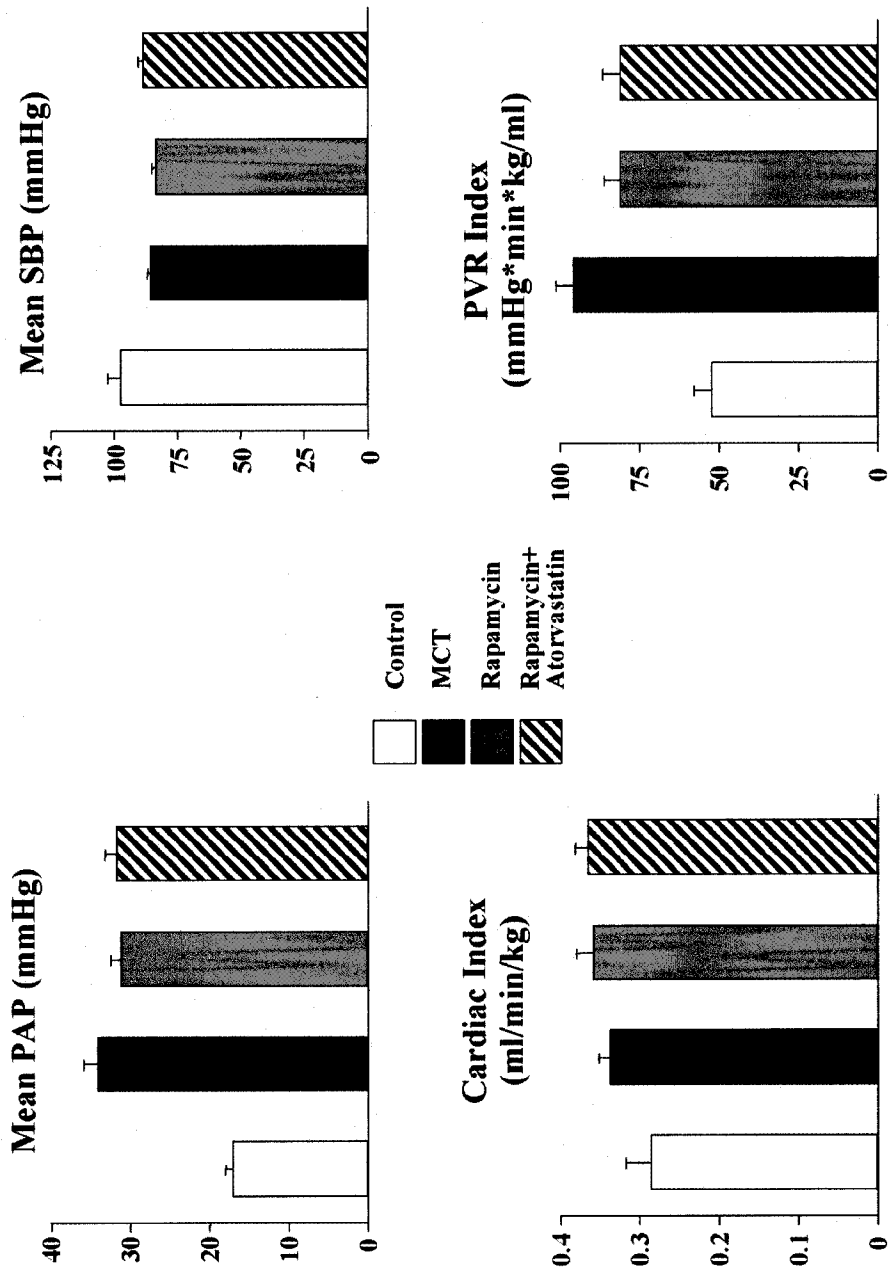 Mean PAP (mmHg)
40
30
20
10
0
Mean SBP (mmHg)
125
100
75
50
25
0
Control
MCT
Rapamycin
Rapamycin+
Atorvastatin
Cardiac Index
(ml/min/kg)
0.4
0.3
0.2
0.1
0
PVR Index
(mmHg*min*kg/ml)
100
75
50
25
0